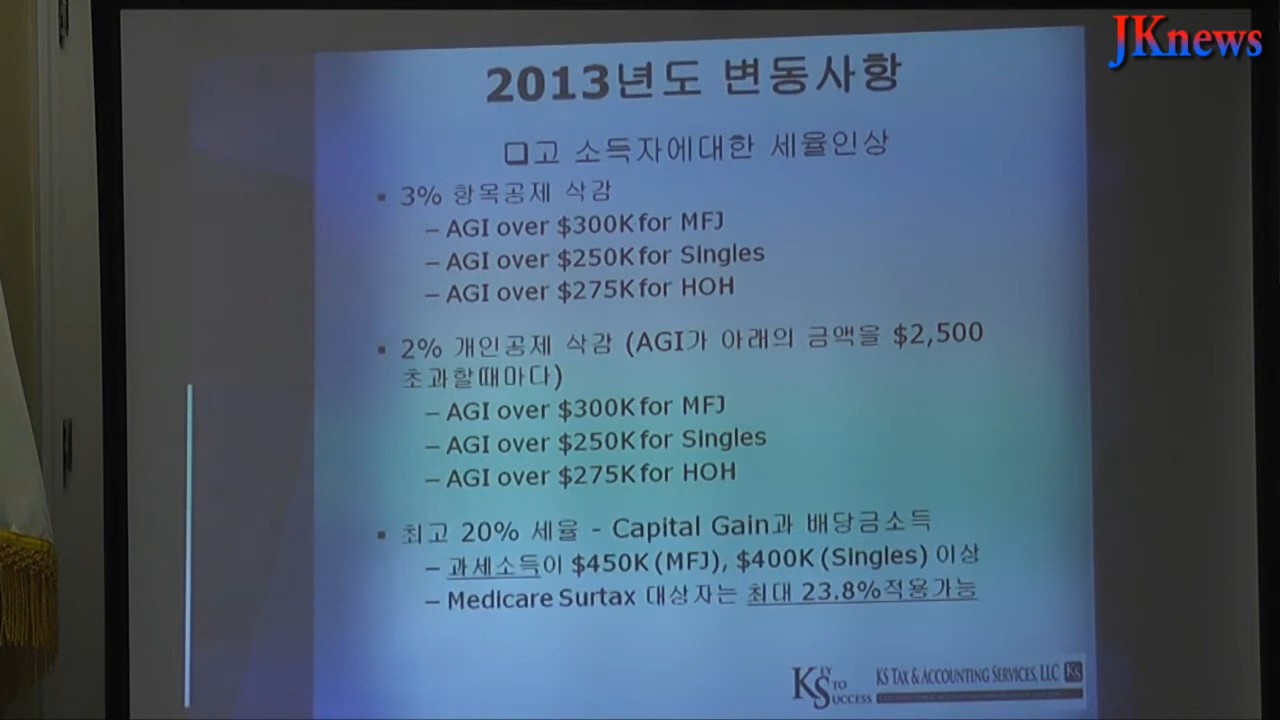 JKnews
2013년도 변동사항
❑고 소득자에대한 세율인상
▪ 3% 항목공제 삭감
– AGI over $300K for MFJ
– AGI over $250K for Singles
– AGI over $275K for HOH
▪ 2% 개인공제 삭감 (AGI가 아래의 금액을 $2,500
초과할때마다)
– AGI over $300K for MFJ
– AGI over $250K for Singles
– AGI over $275K for HOH
▪ 최고 20% 세율 - Capital Gain과 배당금소득
– 과세소득이 $450K (MFJ), $400K (Singles) 이상
– Medicare Surtax 대상자는 최대 23.8%적용가능
KEY TO SUCCESS
KS TAX & ACCOUNTING SERVICES, LLC KS